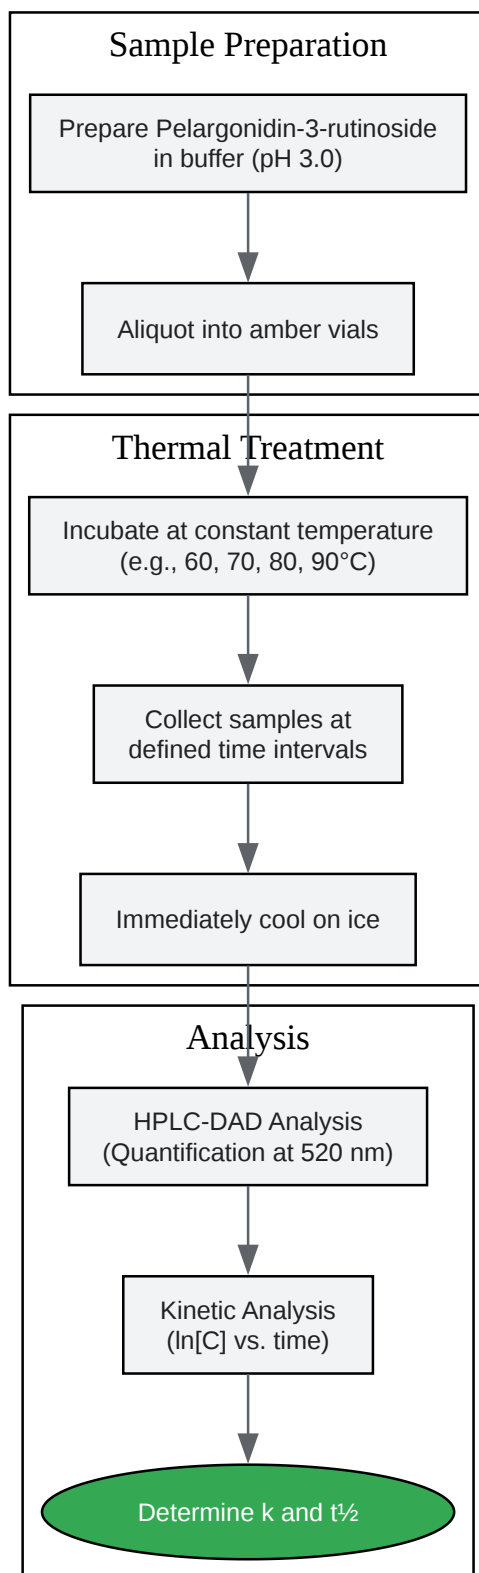 Sample Preparation
Prepare Pelargonidin-3-rutinoside
in buffer (pH 3.0)
Aliquot into amber vials
Thermal Treatment
Incubate at constant temperature
(e.g., 60, 70, 80, 90°C)
Collect samples at
defined time intervals
Immediately cool on ice
Analysis
HPLC-DAD Analysis
(Quantification at 520 nm)
Kinetic Analysis
(ln[C] vs. time)
Determine k and t½